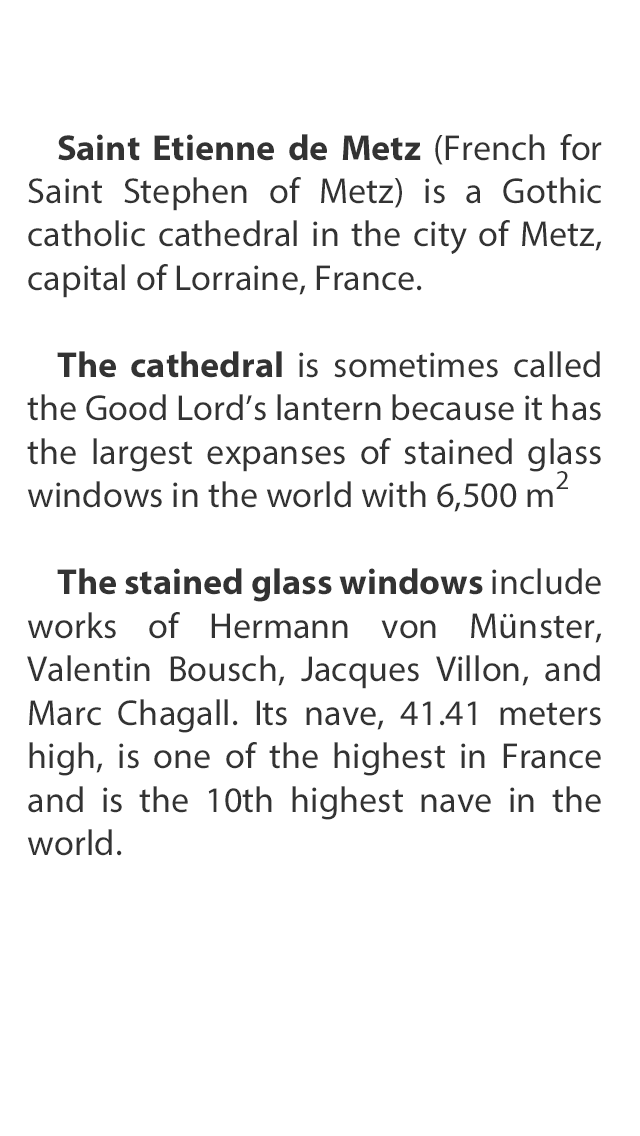 Saint Etienne de Metz (French for
Saint Stephen of Metz) is a Gothic
catholic cathedral in the city of Metz,
capital of Lorraine, France.
The cathedral is sometimes called
the Good Lord’s lantern because it has
the largest expanses of stained glass
windows in the world with 6,500 m²
The stained glass windows include
works of Hermann von Münster,
Valentin Bousch, Jacques Villon, and
Marc Chagall. Its nave, 41.41 meters
high, is one of the highest in France
and is the 10th highest nave in the
world.